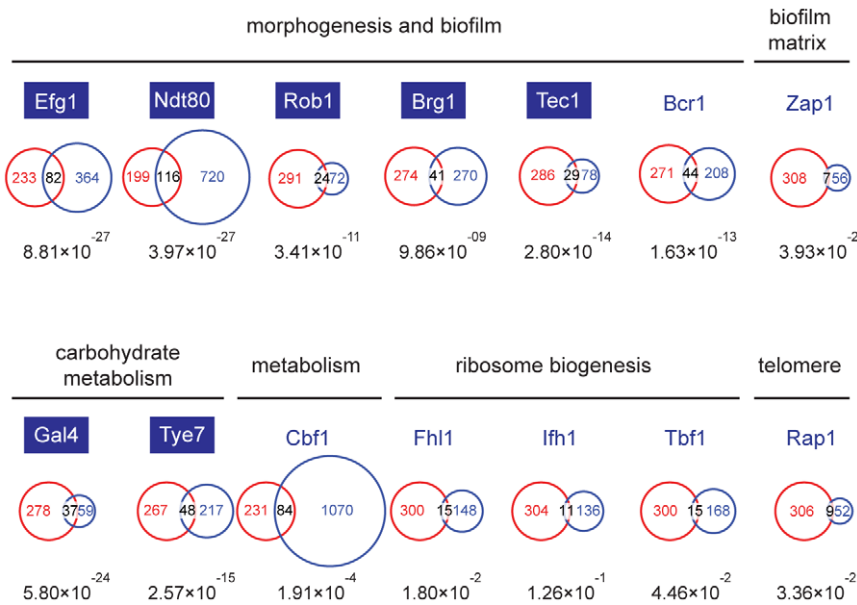 morphogenesis and biofilm
biofilm
matrix
Efg1 Ndt80 Rob1 Brg1 Tec1 Bcr1 Zap1
233 82 364 199 116 720 291 24 72 274 41 270 286 29 78 271 44 208 308 7 56
8.81×10⁻²⁷ 3.97×10⁻²⁷ 3.41×10⁻¹¹ 9.86×10⁻⁰⁹ 2.80×10⁻¹⁴ 1.63×10⁻¹³ 3.93×10⁻²
carbohydrate
metabolism
metabolism ribosome biogenesis telomere
Gal4 Tye7 Cbf1 Fhl1 Ifh1 Tbf1 Rap1
278 37 59 267 48 217 231 84 1070 300 15 148 304 11 136 300 15 168 306 9 52
5.80×10⁻²⁴ 2.57×10⁻¹⁵ 1.91×10⁻⁴ 1.80×10⁻² 1.26×10⁻¹ 4.46×10⁻² 3.36×10⁻²